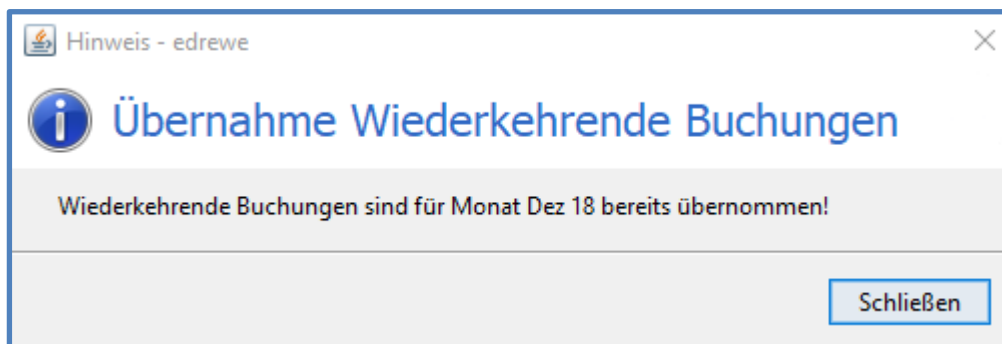 Hinweis - edrewe
Übernahme Wiederkehrende Buchungen
Wiederkehrende Buchungen sind für Monat Dez 18 bereits übernommen!
Schließen